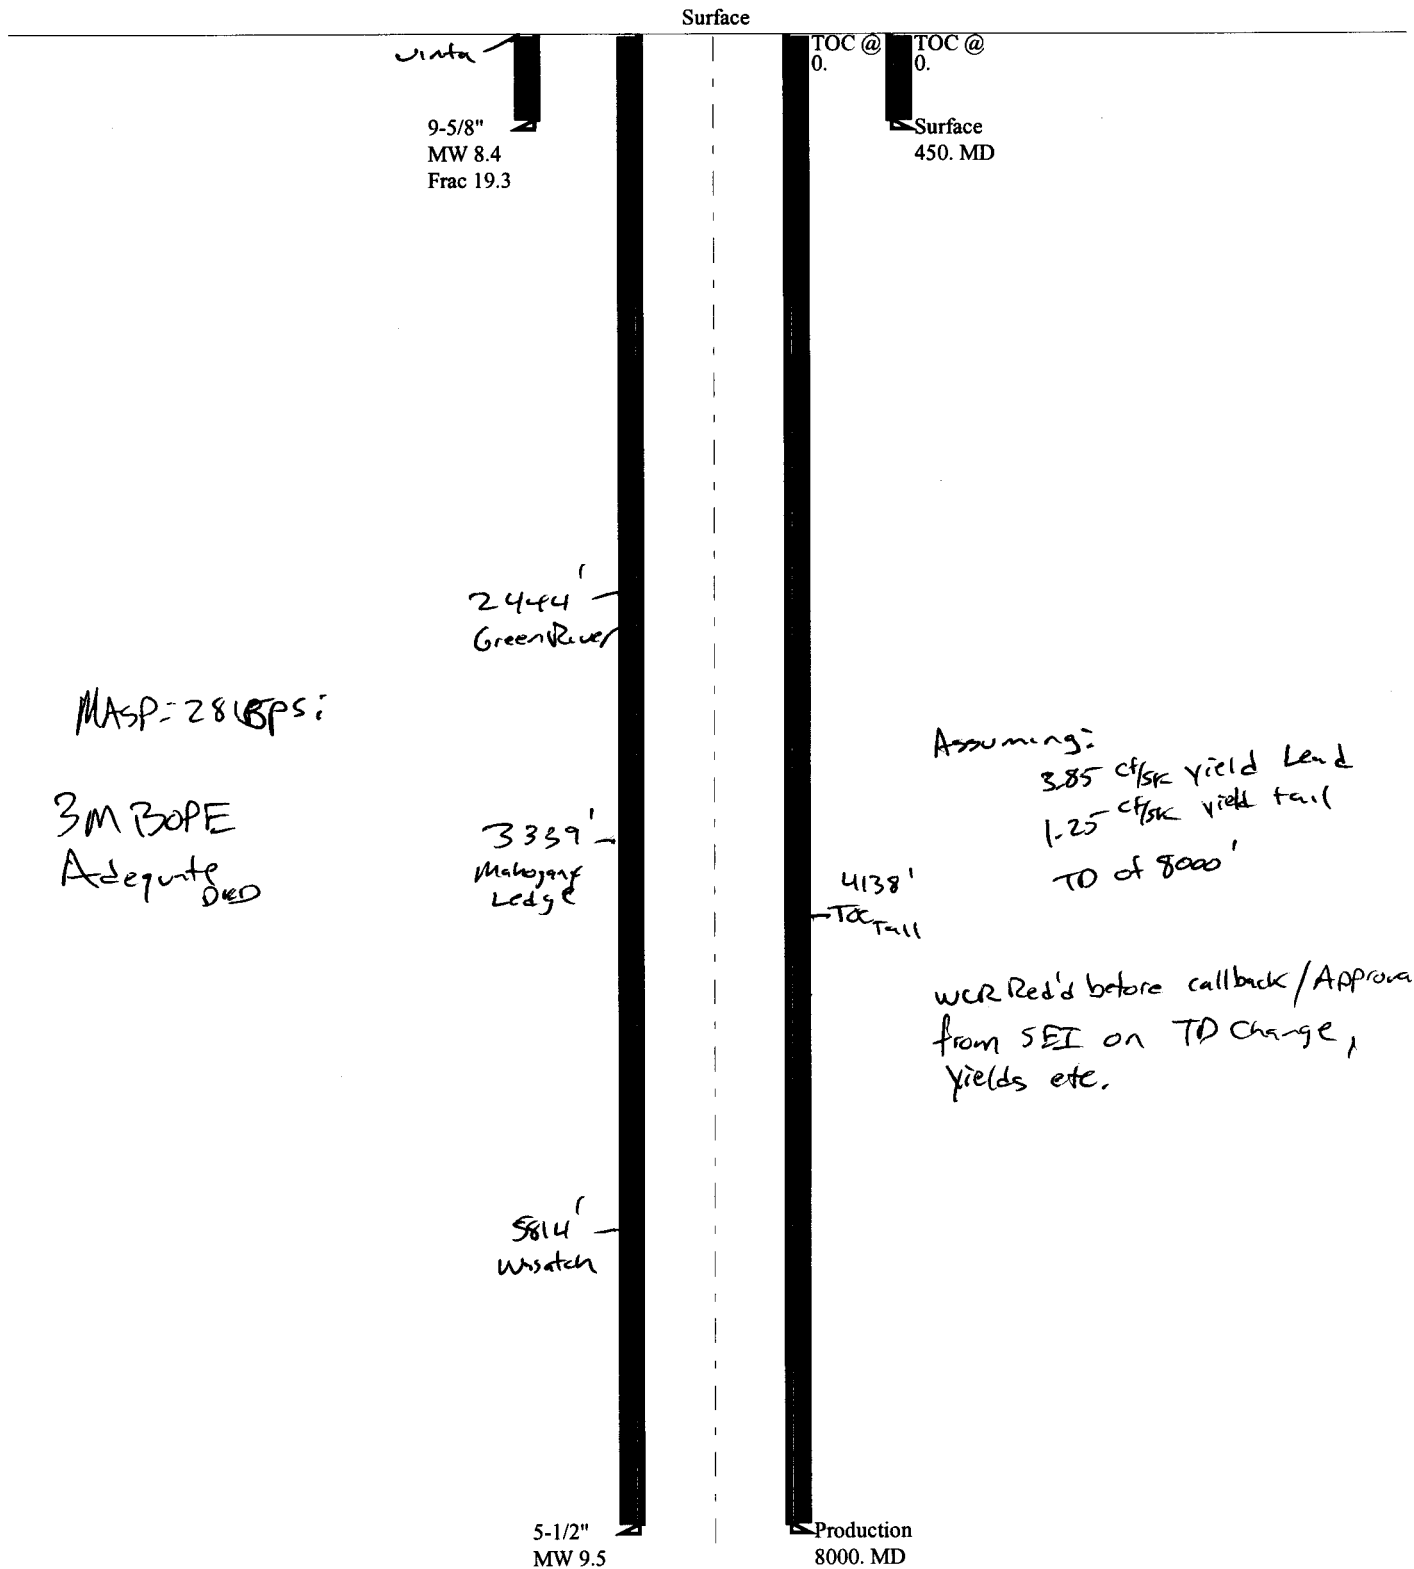 Surface
Uinta
TOC @
0.
TOC @
0.
9-5/8"
MW 8.4
Frac 19.3
Surface
450. MD
2444'
Green River
MASP=
3M BOPE
Adequate
DKD
3339'
Mahogany
Ledge
Assuming:
3.85 cf/sk yield Lead
1.25 cf/sk yield tail
TD of 8000'
4138'
TOC Tail
WCR Rec'd before callback/Approva
from SEI on TD Change,
yields etc.
5814'
Wasatch
5-1/2"
MW 9.5
Production
8000. MD